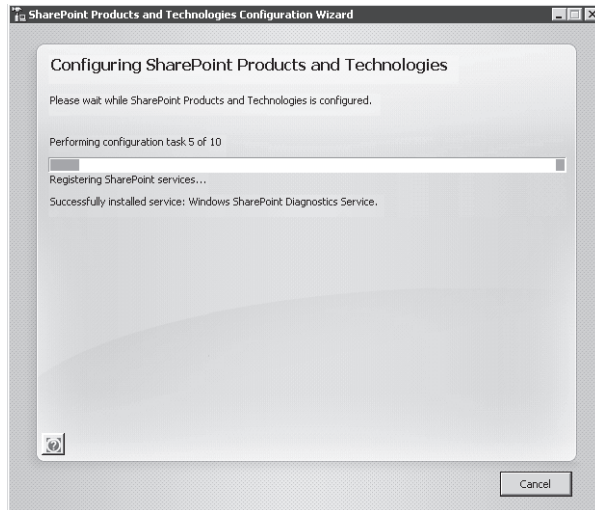 SharePoint Products and Technologies Configuration Wizard
Configuring SharePoint Products and Technologies
Please wait while SharePoint Products and Technologies is configured.
Performing configuration task 5 of 10
Registering SharePoint services...
Successfully installed service: Windows SharePoint Diagnostics Service.
Cancel